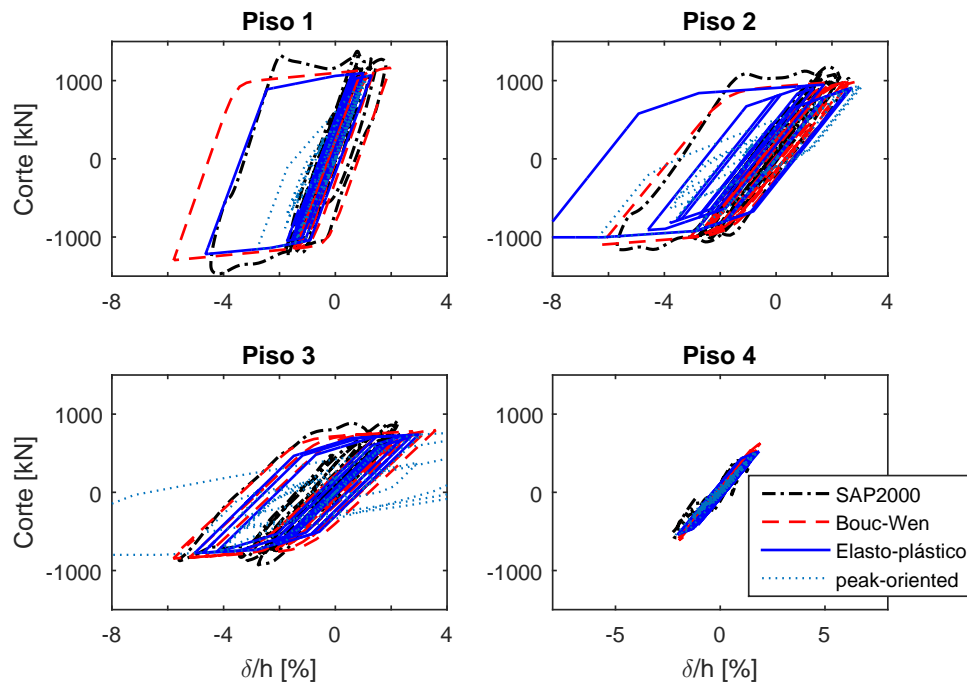 Piso 1
Piso 2
1000
0
-1000
Corte [kN]
-8
-4
0
4
1000
0
-1000
-8
-4
0
4
Piso 3
Piso 4
1000
0
-1000
Corte [kN]
-8
-4
0
4
δ/h [%]
1000
0
-1000
-5
0
5
δ/h [%]
SAP2000
Bouc-Wen
Elasto-plástico
peak-oriented